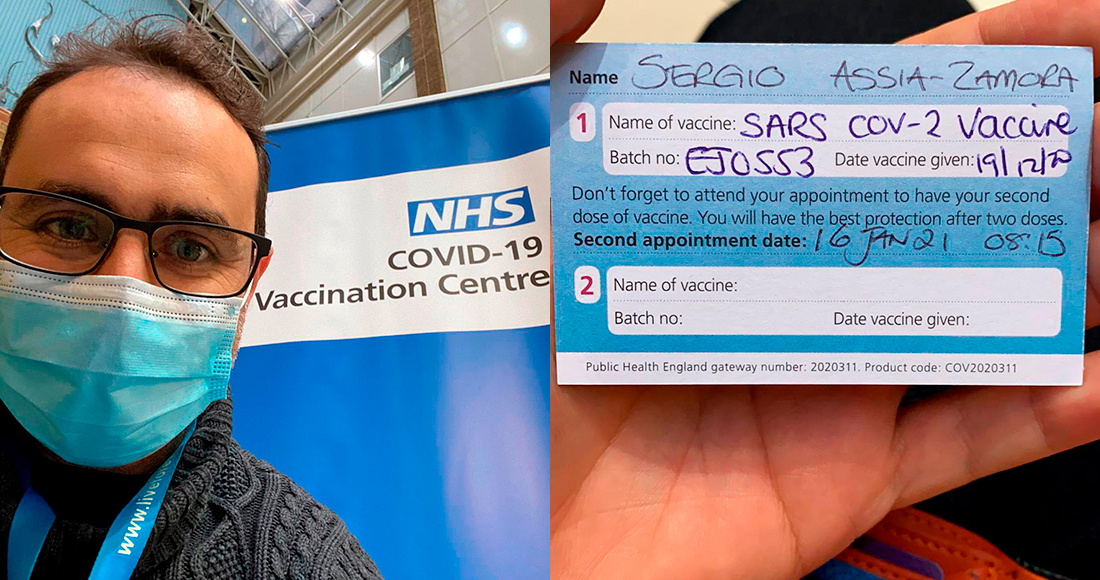 NHS
NHS
COVID-19
Vaccination Centre
www.livel
Name SERGIO ASSIA-ZAMORA
1 Name of vaccine: SARS COV-2 Vaccine
Batch no: EJ0553 Date vaccine given: 19/12/20
Don't forget to attend your appointment to have your second
dose of vaccine. You will have the best protection after two doses.
Second appointment date: 16 JAN 21 08:15
2 Name of vaccine:
Batch no: Date vaccine given:
Public Health England gateway number: 2020311. Product code: COV2020311